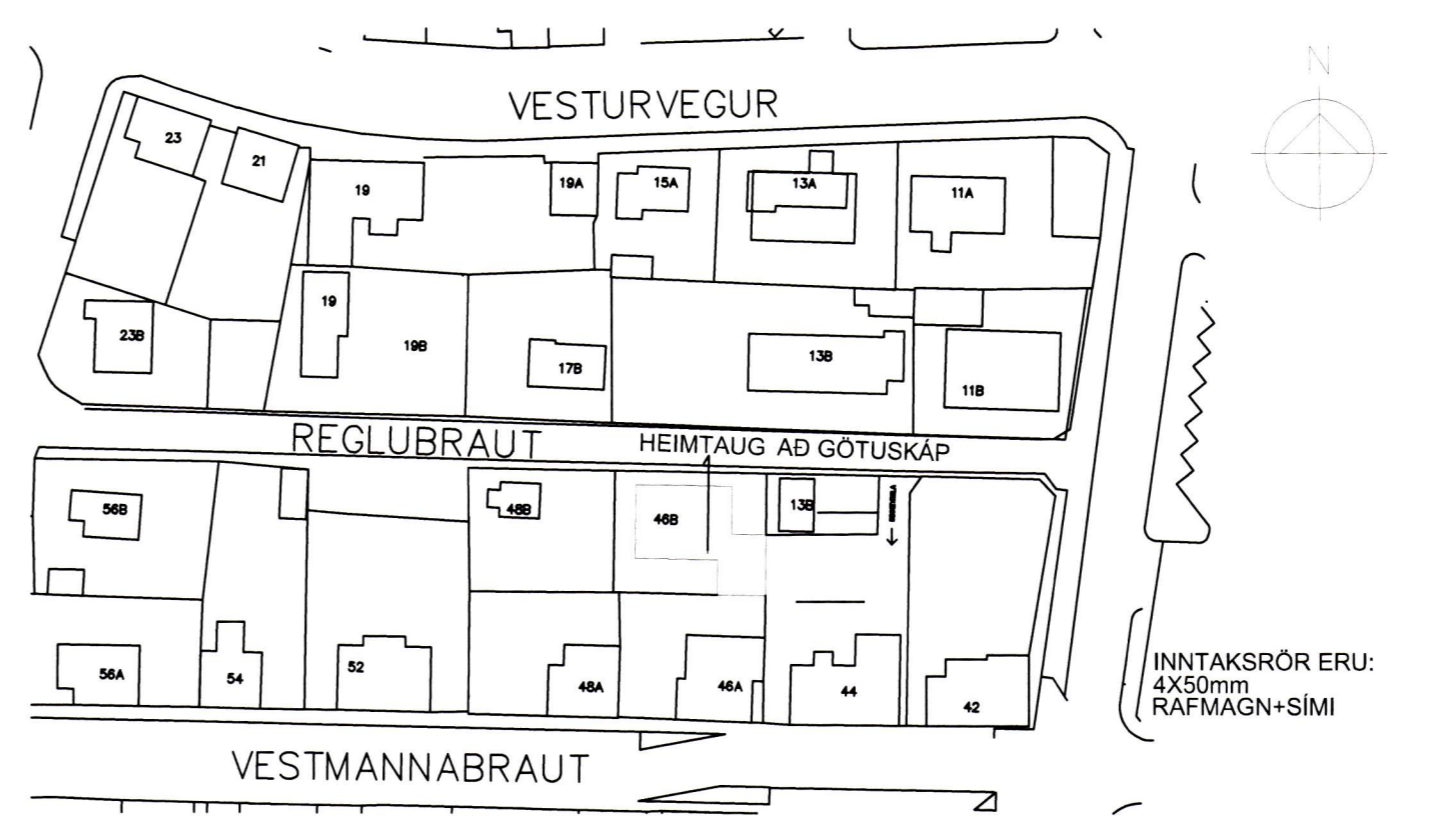 N
VESTURVEGUR
23
21
19
19A
15A
13A
11A
23B
19
19B
17B
13B
11B
REGLUBRAUT
HEIMTAUG AÐ GÖTUSKÁP
56B
48B
46B
13B
56A
54
52
48A
46A
44
42
INNTAKSRÖR ERU:
4X50mm
RAFMAGN+SÍMI
VESTMANNABRAUT